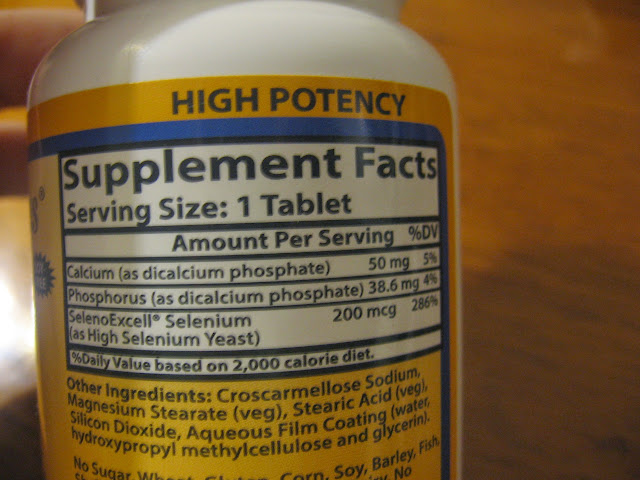 HIGH POTENCY
Supplement Facts
Serving Size: 1 Tablet
Amount Per Serving %DV
Calcium (as dicalcium phosphate) 50 mg 5%
Phosphorus (as dicalcium phosphate) 38.6 mg 4%
SelenoExcell® Selenium 200 mcg 286%
(as High Selenium Yeast)
%Daily Value based on 2,000 calorie diet.
Other Ingredients: Croscarmellose Sodium,
Magnesium Stearate (veg), Stearic Acid (veg),
Silicon Dioxide, Aqueous Film Coating (water,
hydroxypropyl methylcellulose and glycerin).
No Sugar, Wheat, Gluten, Corn, Soy, Barley, Fish,
No